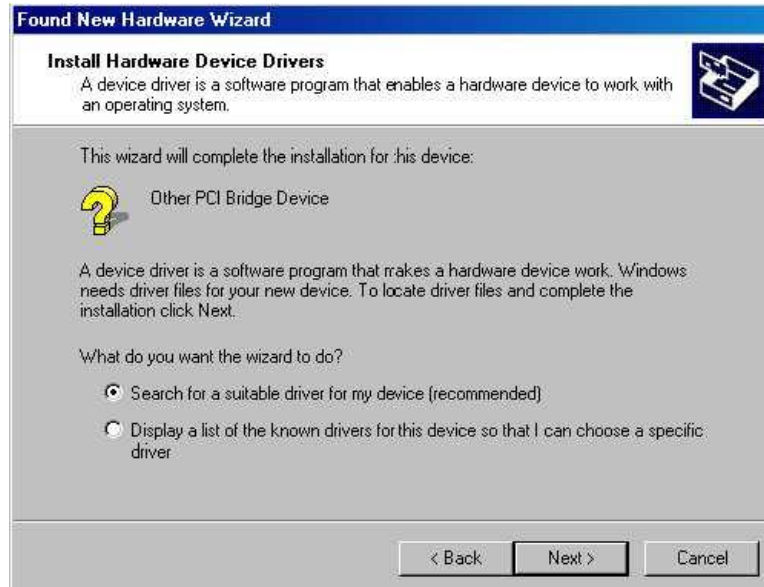 Found New Hardware Wizard
Install Hardware Device Drivers
A device driver is a software program that enables a hardware device to work with
an operating system.
This wizard will complete the installation for :his device:
Other PCI Bridge Device
A device driver is a software program that makes a hardware device work. Windows
needs driver files for your new device. To locate driver files and complete the
installation click Next.
What do you want the wizard to do?
Search for a suitable driver for my device (recommended)
Display a list of the known drivers for this device so that I can choose a specific
driver
< Back Next > Cancel